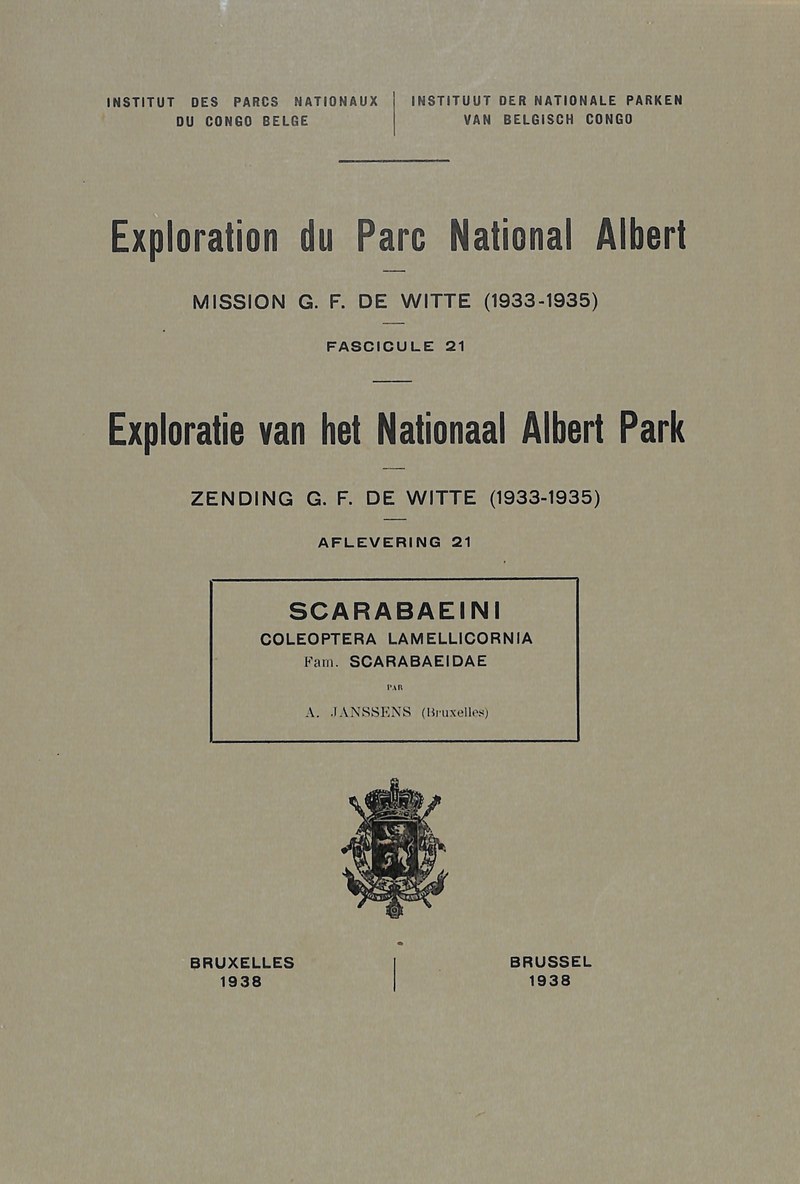 INSTITUT DES PARCS NATIONAUX
DU CONGO BELGE
INSTITUUT DER NATIONALE PARKEN
VAN BELGISCH CONGO
Exploration du Parc National Albert
MISSION G. F. DE WITTE (1933-1935)
FASCICULE 21
Exploratie van het Nationaal Albert Park
ZENDING G. F. DE WITTE (1933-1935)
AFLEVERING 21
SCARABAEINI
COLEOPTERA LAMELLICORNIA
Fam. SCARABAEIDAE
PAR
A. JANSSENS (Bruxelles)
BRUXELLES
1938
BRUSSEL
1938